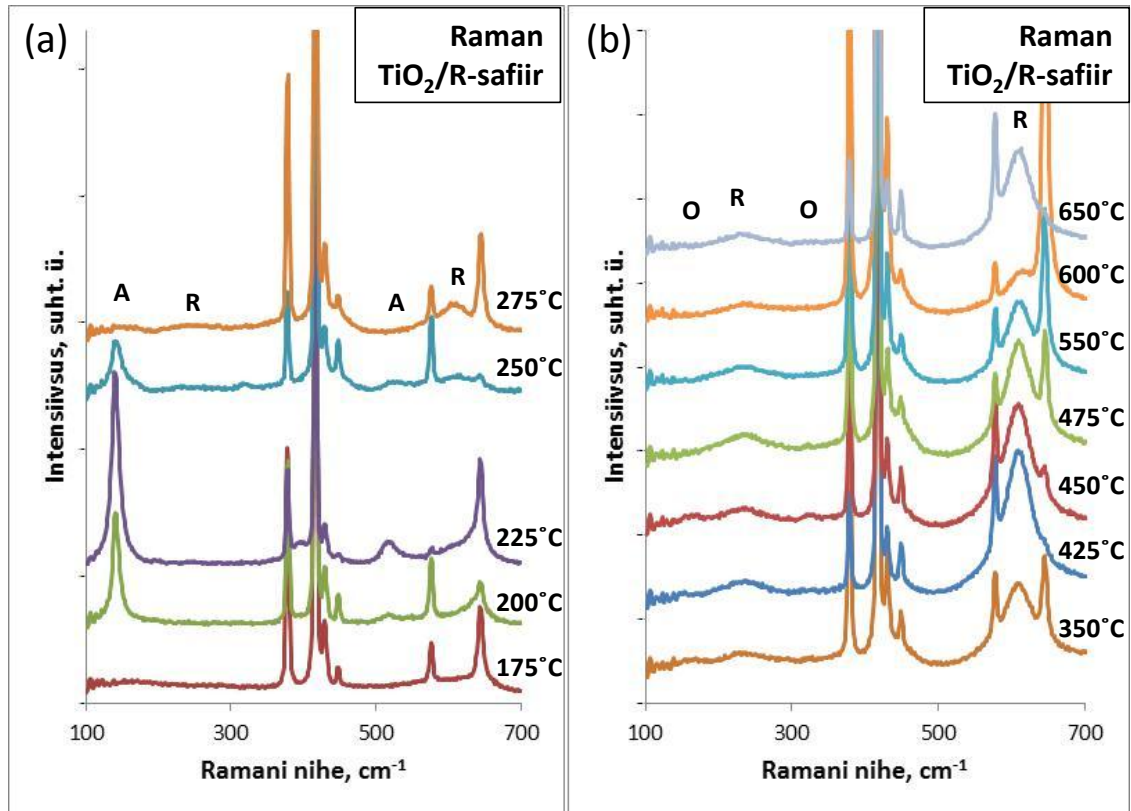 (a)
Raman
TiO₂/R-safiir
A
R
A
R
275˚C
250˚C
225˚C
200˚C
175˚C
Intensiivsus, suht. ü.
100
300
500
700
Ramani nihe, cm⁻¹
(b)
Raman
TiO₂/R-safiir
R
O
R
O
650˚C
600˚C
550˚C
475˚C
450˚C
425˚C
350˚C
Intensiivsus, suht. ü.
100
300
500
700
Ramani nihe, cm⁻¹